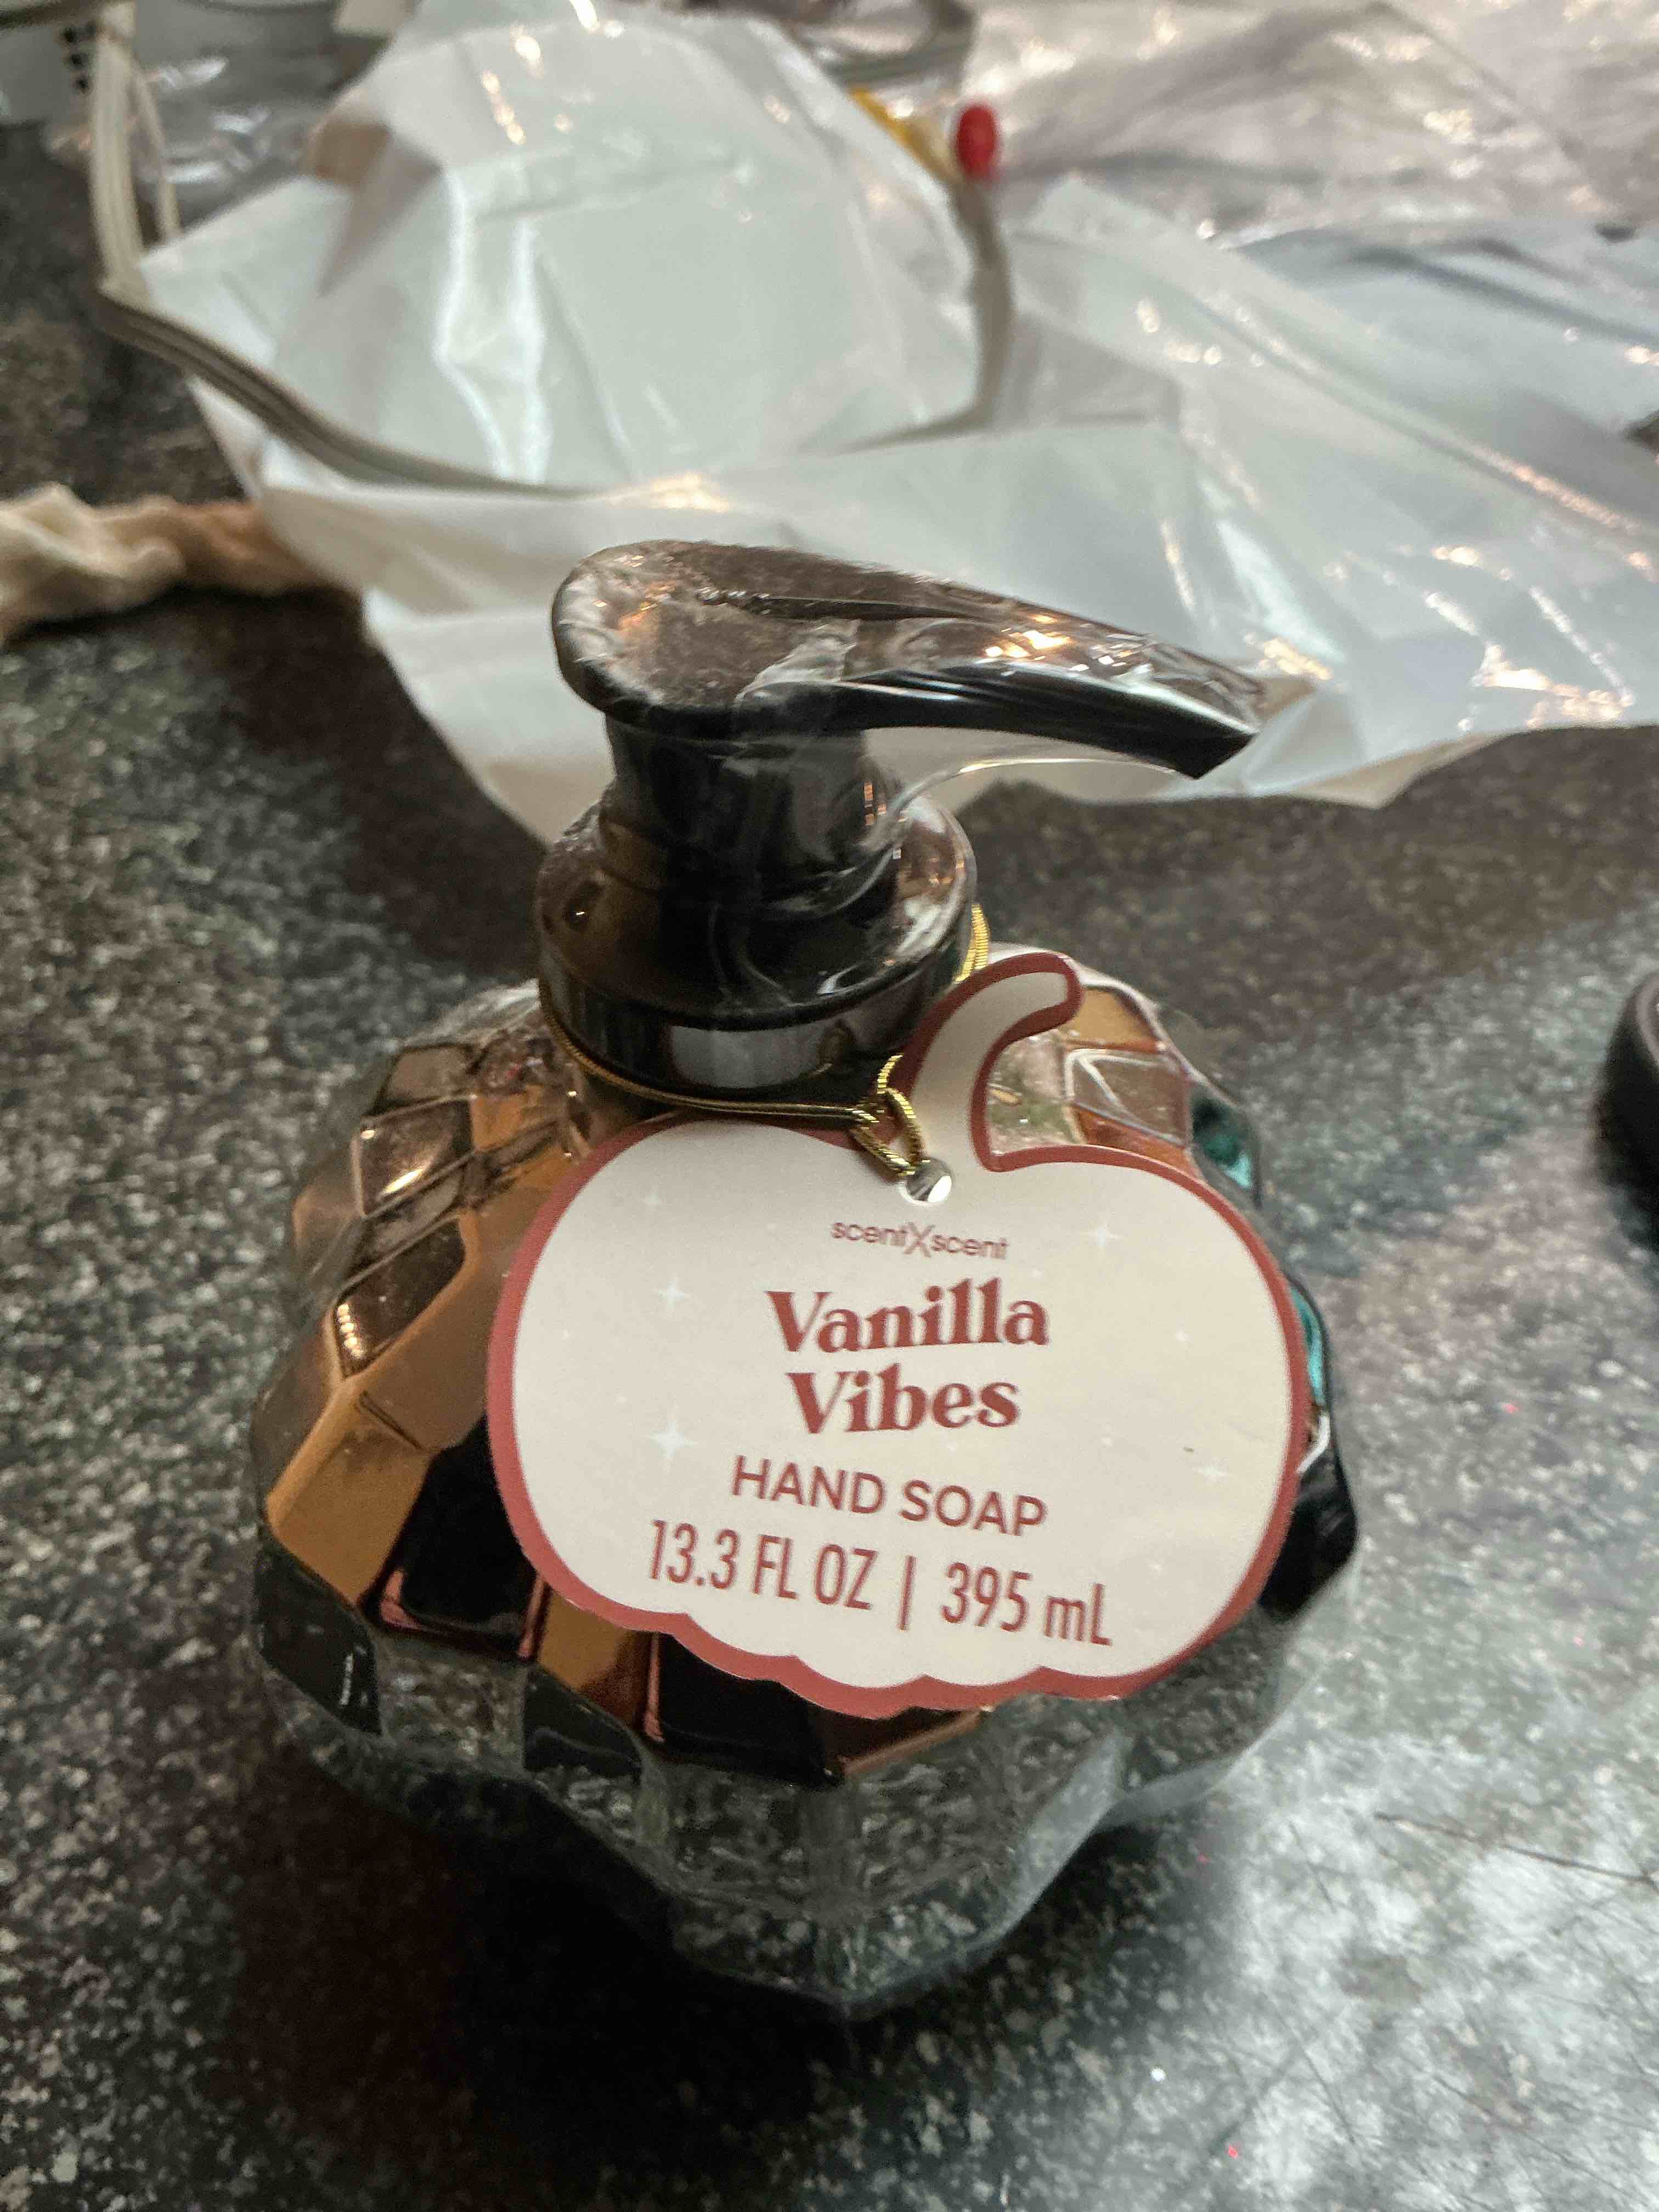 scentXscent
Vanilla
Vibes
HAND SOAP
13.3 FL OZ | 395 mL